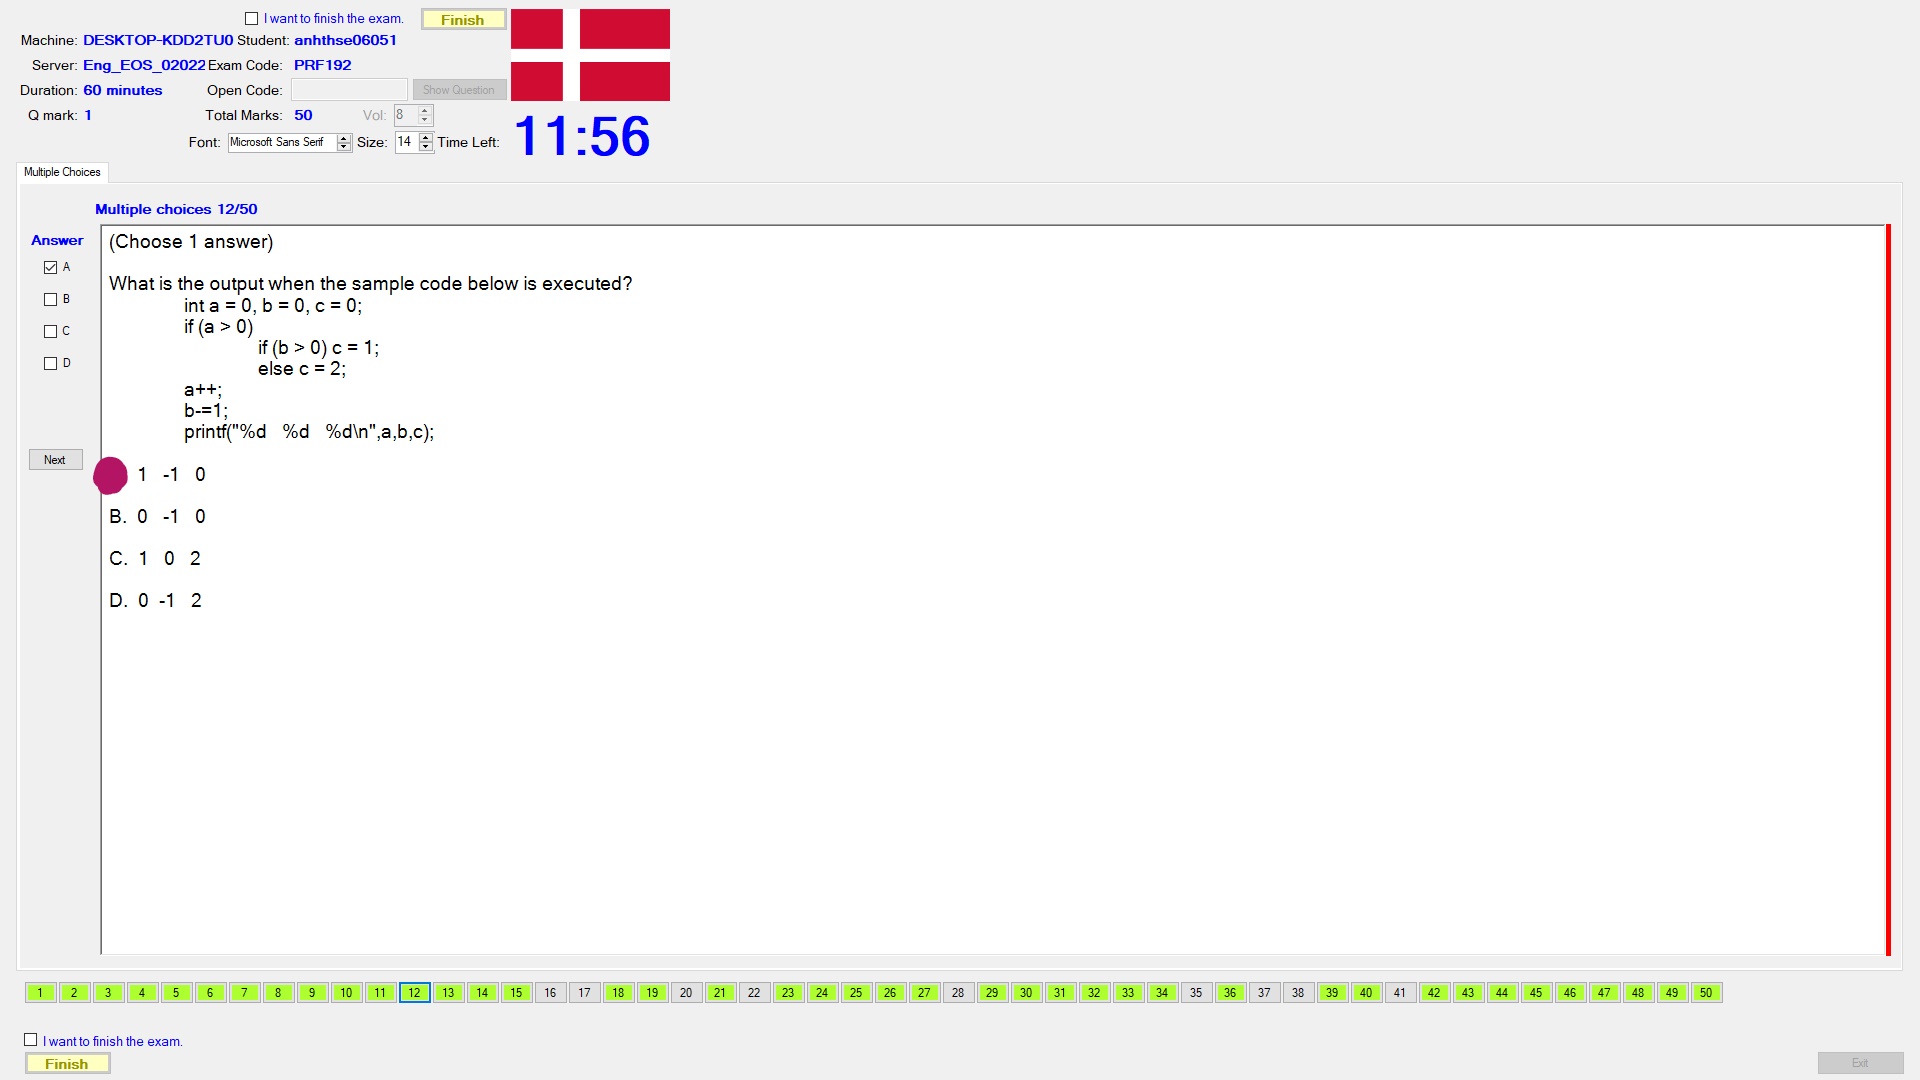 I want to finish the exam. Finish
Machine: DESKTOP-KDD2TU0 Student: anhthse06051
Server: Eng_EOS_02022 Exam Code: PRF192
Duration: 60 minutes Open Code: Show Question
Q mark: 1 Total Marks: 50 Vol: 8
Font: Microsoft Sans Serif Size: 14 Time Left: 11:56
Multiple Choices
Multiple choices 12/50
Answer
A
B
C
D
Next
(Choose 1 answer)
What is the output when the sample code below is executed?
int a = 0, b = 0, c = 0;
if (a > 0)
if (b > 0) c = 1;
else c = 2;
a++;
b-=1;
printf("%d   %d   %d\n",a,b,c);
1   -1   0
B.  0   -1   0
C.  1   0   2
D.  0  -1   2
1 2 3 4 5 6 7 8 9 10 11 12 13 14 15 16 17 18 19 20 21 22 23 24 25 26 27 28 29 30 31 32 33 34 35 36 37 38 39 40 41 42 43 44 45 46 47 48 49 50
I want to finish the exam.
Finish
Exit